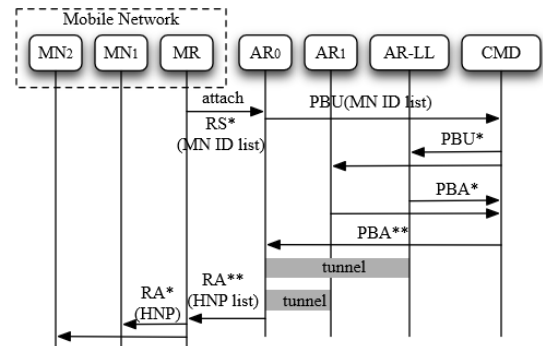 Mobile Network
MN2 MN1 MR AR0 AR1 AR-LL CMD
attach
PBU(MN ID list)
RS*
(MN ID list)
PBU*
PBA*
PBA**
tunnel
RA**
(HNP list)
tunnel
RA*
(HNP)